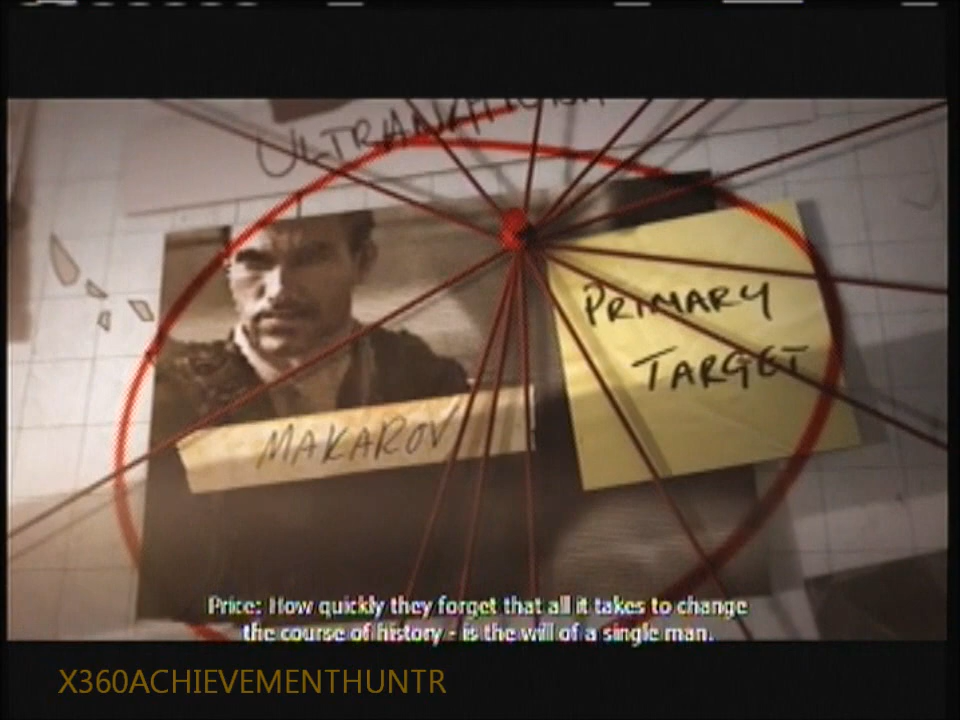 ULTRANATIONALIST
PRIMARY
TARGET
MAKAROV
Price: How quickly they forget that all it takes to change
the course of history - is the will of a single man.
X360ACHIEVEMENTHUNTR